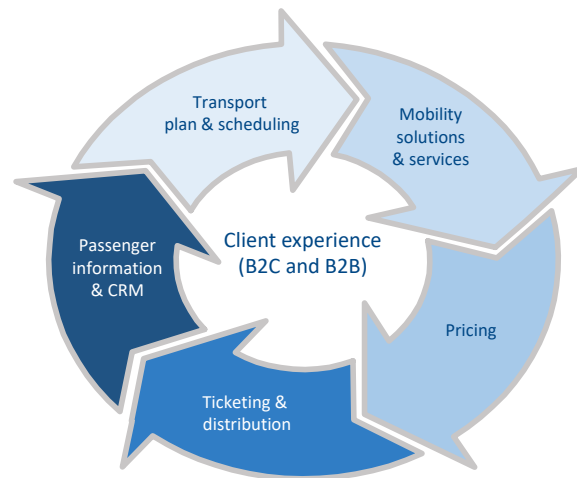 Transport
plan & scheduling
Mobility
solutions
& services
Pricing
Ticketing &
distribution
Passenger
information
& CRM
Client experience
(B2C and B2B)